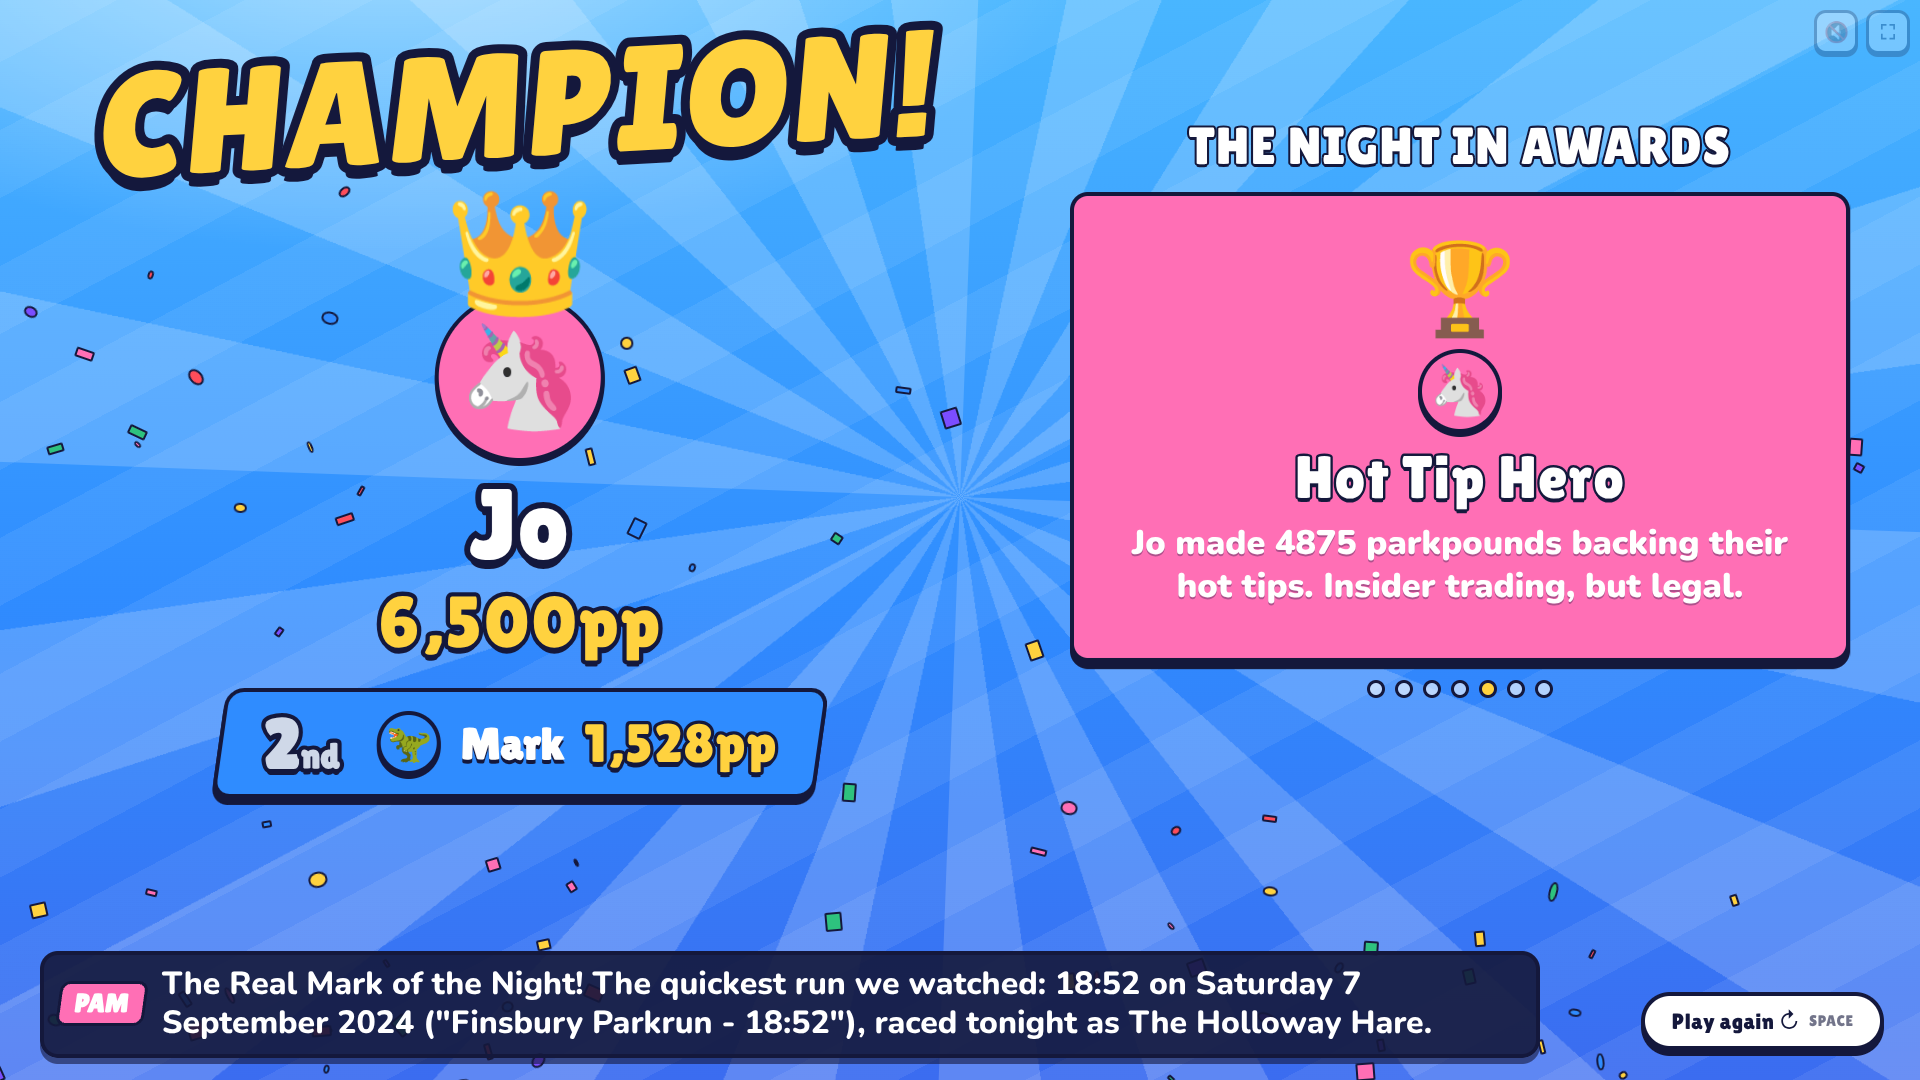 CHAMPION!
THE NIGHT IN AWARDS
Hot Tip Hero
Jo made 4875 parkpounds backing their
hot tips. Insider trading, but legal.
Jo
6,500pp
2nd Mark 1,528pp
PAM
The Real Mark of the Night! The quickest run we watched: 18:52 on Saturday 7
September 2024 ("Finsbury Parkrun - 18:52"), raced tonight as The Holloway Hare.
Play again SPACE